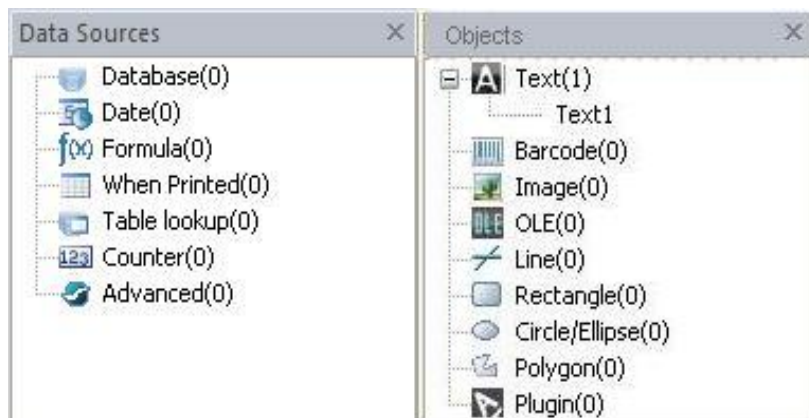 Data Sources
Database(0)
Date(0)
Formula(0)
When Printed(0)
Table lookup(0)
Counter(0)
Advanced(0)
Objects
Text(1)
Text1
Barcode(0)
Image(0)
OLE(0)
Line(0)
Rectangle(0)
Circle/Ellipse(0)
Polygon(0)
Plugin(0)